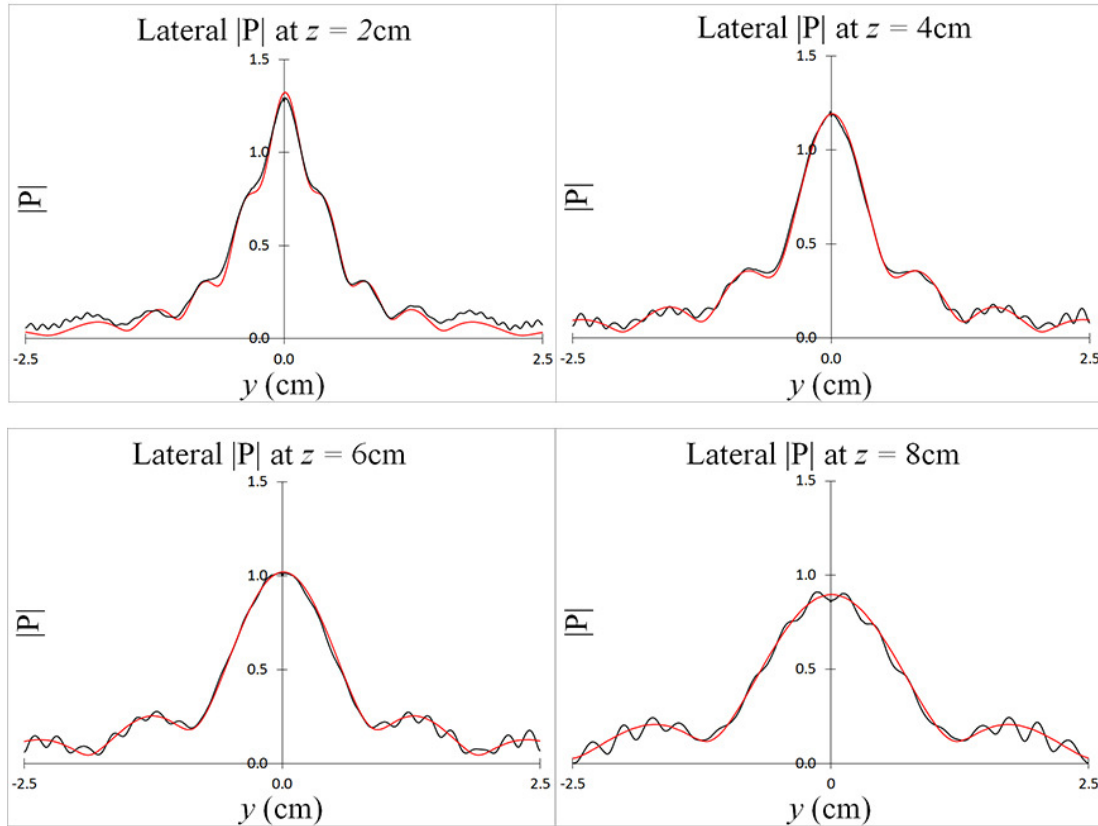 Lateral |P| at z = 2cm
1.5
1.0
0.5
0.0
-2.5
0.0
2.5
|P|
y (cm)
Lateral |P| at z = 4cm
1.5
1.0
0.5
0.0
-2.5
0.0
2.5
|P|
y (cm)
Lateral |P| at z = 6cm
1.5
1.0
0.5
0.0
-2.5
0.0
2.5
|P|
y (cm)
Lateral |P| at z = 8cm
1.5
1.0
0.5
0.0
-2.5
0
2.5
|P|
y (cm)